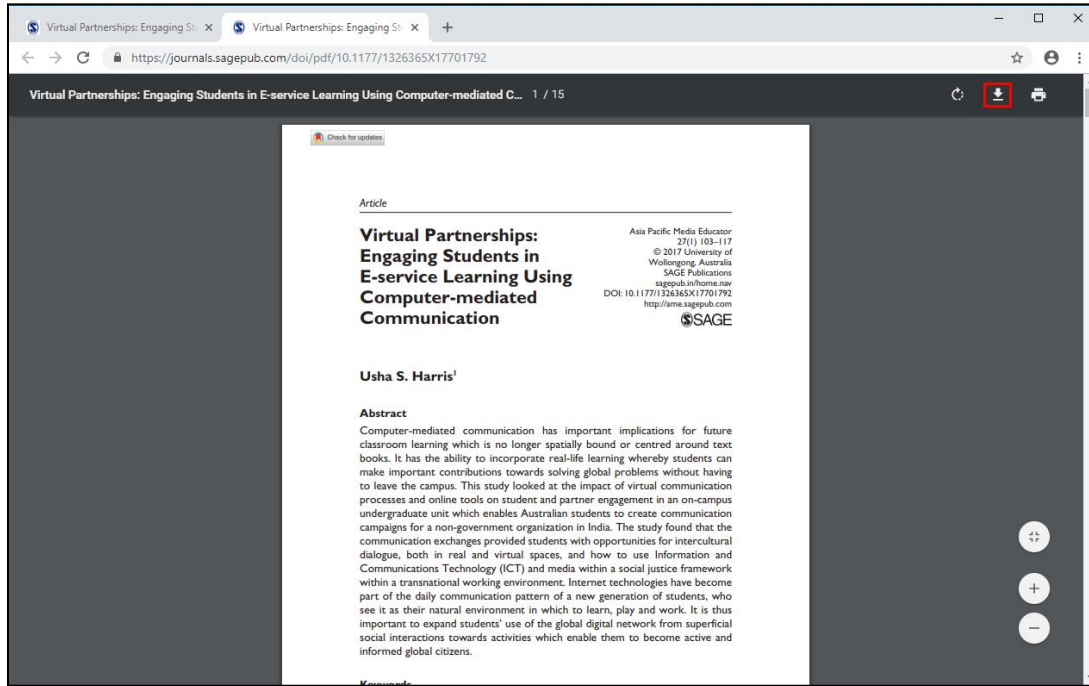 Virtual Partnerships: Engaging St
Virtual Partnerships: Engaging St
https://journals.sagepub.com/doi/pdf/10.1177/1326365X17701792
Virtual Partnerships: Engaging Students in E-service Learning Using Computer-mediated C... 1 / 15
Check for updates
Article
Virtual Partnerships:
Engaging Students in
E-service Learning Using
Computer-mediated
Communication
Asia Pacific Media Educator
27(1) 103–117
© 2017 University of
Wollongong, Australia
SAGE Publications
sagepub.in/home.nav
DOI: 10.1177/1326365X17701792
http://ame.sagepub.com
SAGE
Usha S. Harris¹
Abstract
Computer-mediated communication has important implications for future
classroom learning which is no longer spatially bound or centred around text
books. It has the ability to incorporate real-life learning whereby students can
make important contributions towards solving global problems without having
to leave the campus. This study looked at the impact of virtual communication
processes and online tools on student and partner engagement in an on-campus
undergraduate unit which enables Australian students to create communication
campaigns for a non-government organization in India. The study found that the
communication exchanges provided students with opportunities for intercultural
dialogue, both in real and virtual spaces, and how to use Information and
Communications Technology (ICT) and media within a social justice framework
within a transnational working environment. Internet technologies have become
part of the daily communication pattern of a new generation of students, who
see it as their natural environment in which to learn, play and work. It is thus
important to expand students' use of the global digital network from superficial
social interactions towards activities which enable them to become active and
informed global citizens.
Keywords